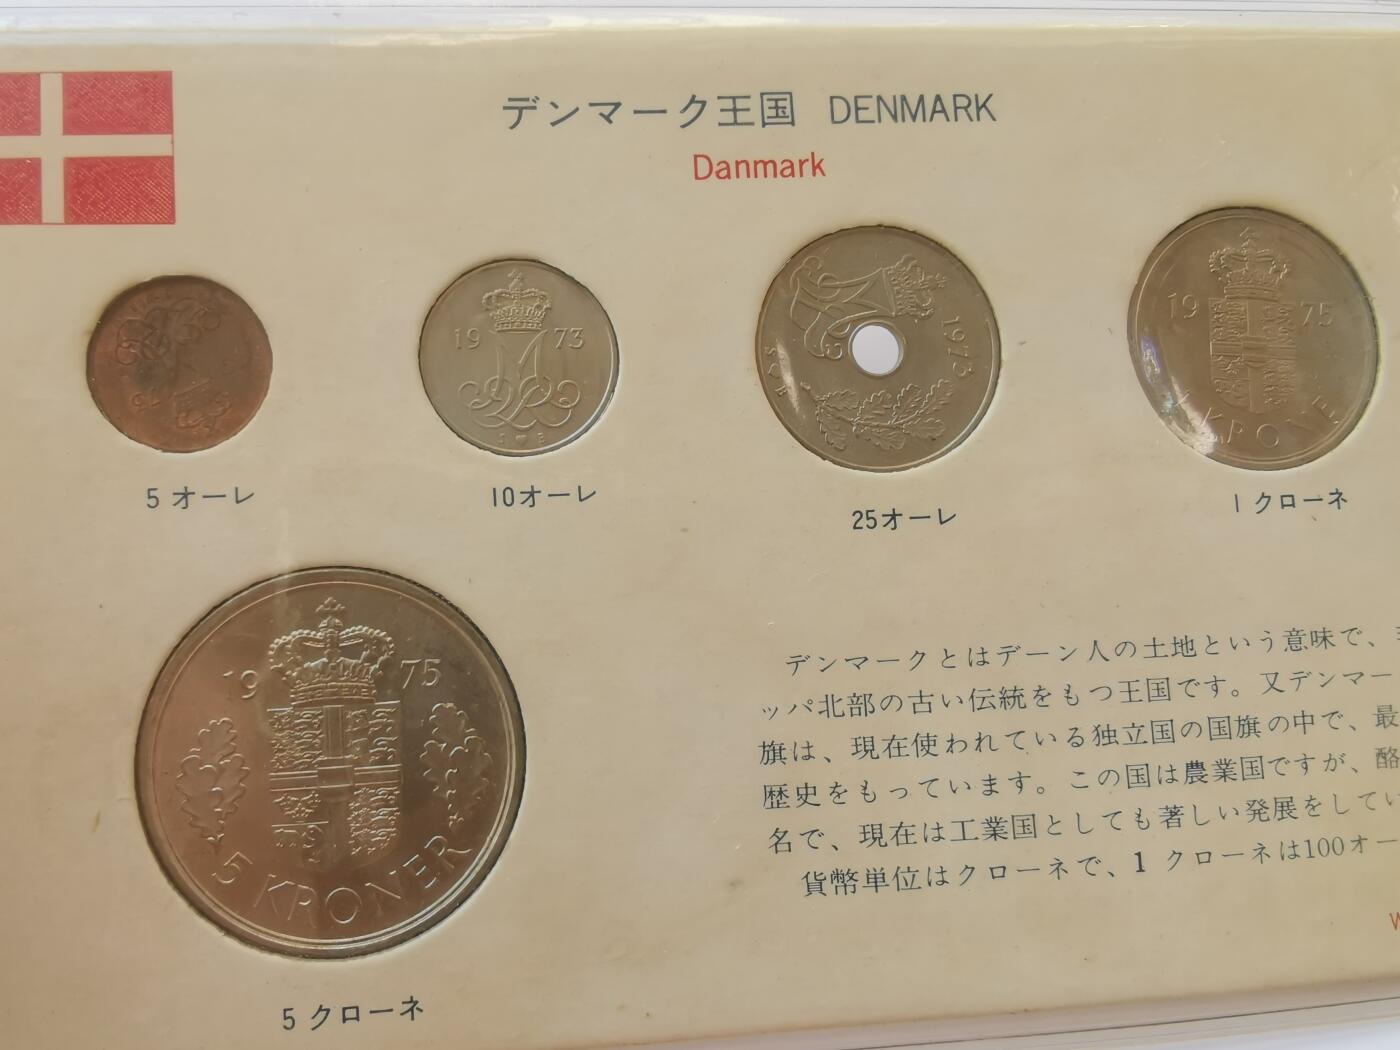 デンマーク王国 DENMARK
Danmark
19 73
S ♥ B
1973
19 75
KRONE
5 オーレ
10オーレ
25オーレ
1 クローネ
19 75
5 KRONER
5 クローネ
デンマークとはデーン人の土地という意味で、
ッパ北部の古い伝統をもつ王国です。又デンマー
旗は、現在使われている独立国の国旗の中で、最
歴史をもっています。この国は農業国ですが、酪
名で、現在は工業国としても著しい発展をしてい
貨幣単位はクローネで、1 クローネは100オー